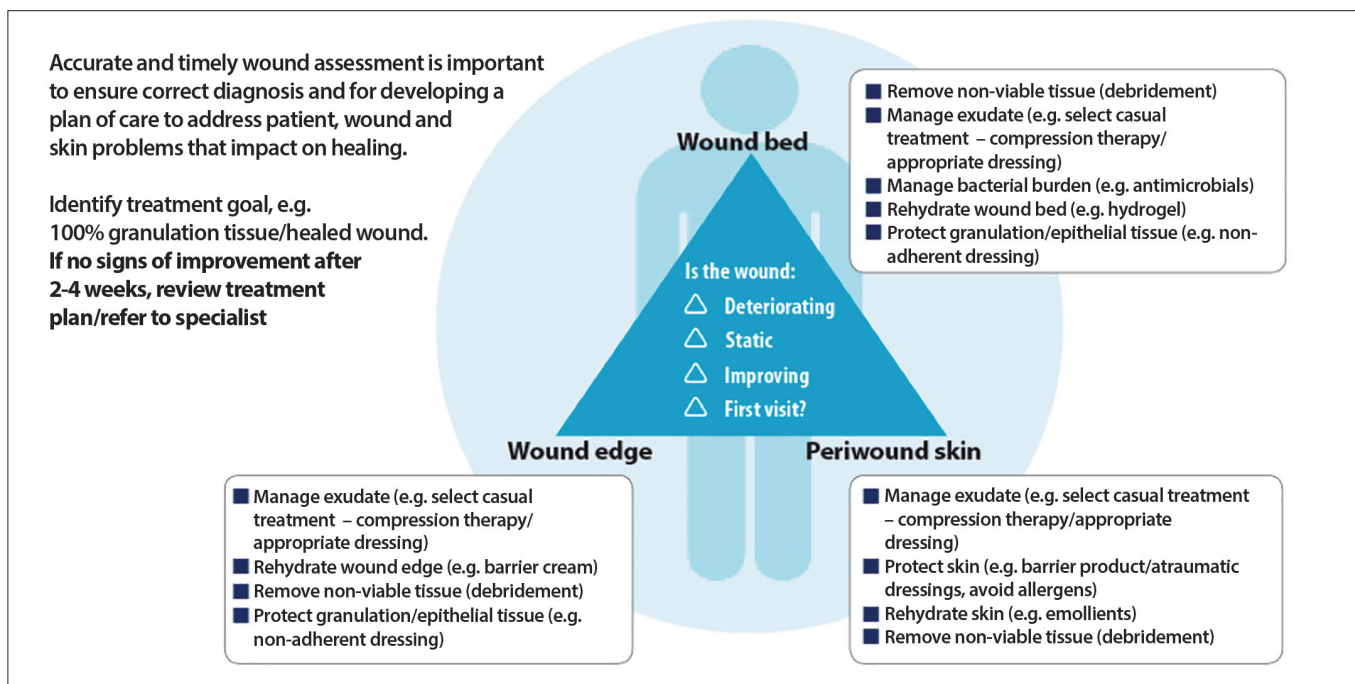 Accurate and timely wound assessment is important
to ensure correct diagnosis and for developing a
plan of care to address patient, wound and
skin problems that impact on healing.
Identify treatment goal, e.g.
100% granulation tissue/healed wound.
If no signs of improvement after
2-4 weeks, review treatment
plan/refer to specialist
Wound bed
Remove non-viable tissue (debridement)
Manage exudate (e.g. select casual
treatment – compression therapy/
appropriate dressing)
Manage bacterial burden (e.g. antimicrobials)
Rehydrate wound bed (e.g. hydrogel)
Protect granulation/epithelial tissue (e.g. non-
adherent dressing)
Is the wound:
Deteriorating
Static
Improving
First visit?
Wound edge
Manage exudate (e.g. select casual
treatment – compression therapy/
appropriate dressing)
Rehydrate wound edge (e.g. barrier cream)
Remove non-viable tissue (debridement)
Protect granulation/epithelial tissue (e.g.
non-adherent dressing)
Periwound skin
Manage exudate (e.g. select casual treatment
– compression therapy/appropriate
dressing)
Protect skin (e.g. barrier product/atraumatic
dressings, avoid allergens)
Rehydrate skin (e.g. emollients)
Remove non-viable tissue (debridement)